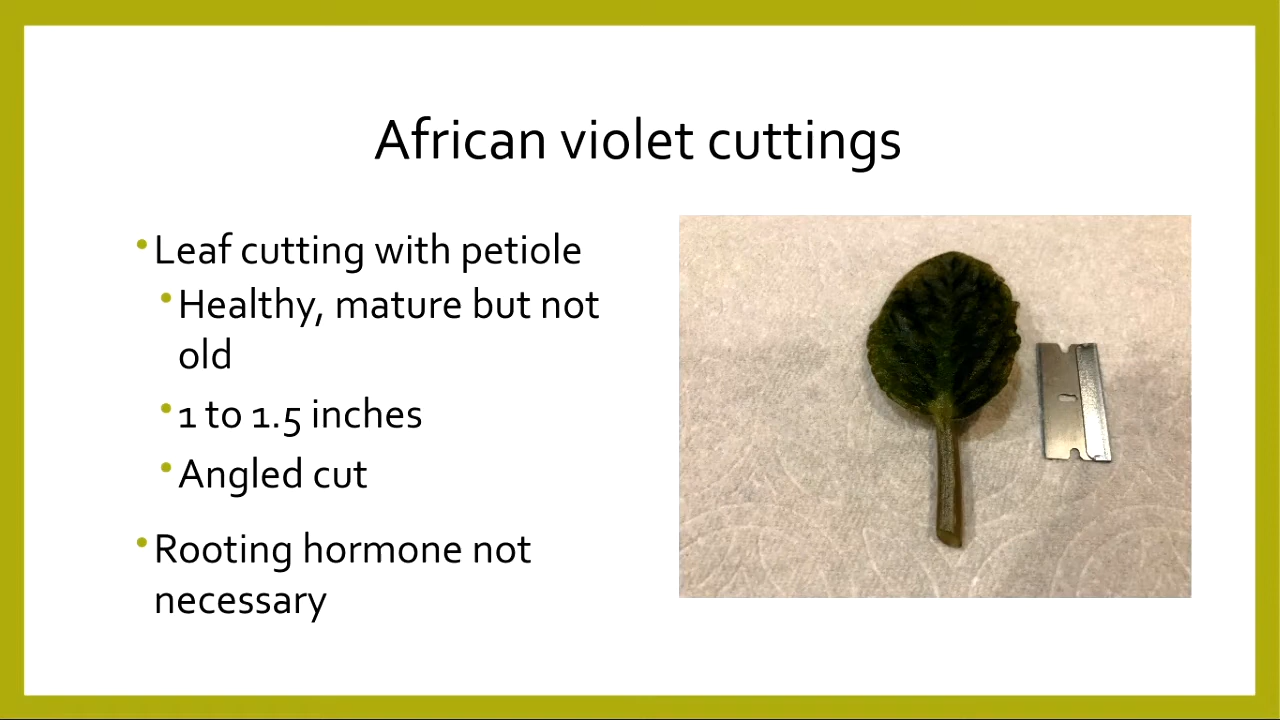 African violet cuttings
•Leaf cutting with petiole
•Healthy, mature but not
old
•1 to 1.5 inches
•Angled cut
•Rooting hormone not
necessary